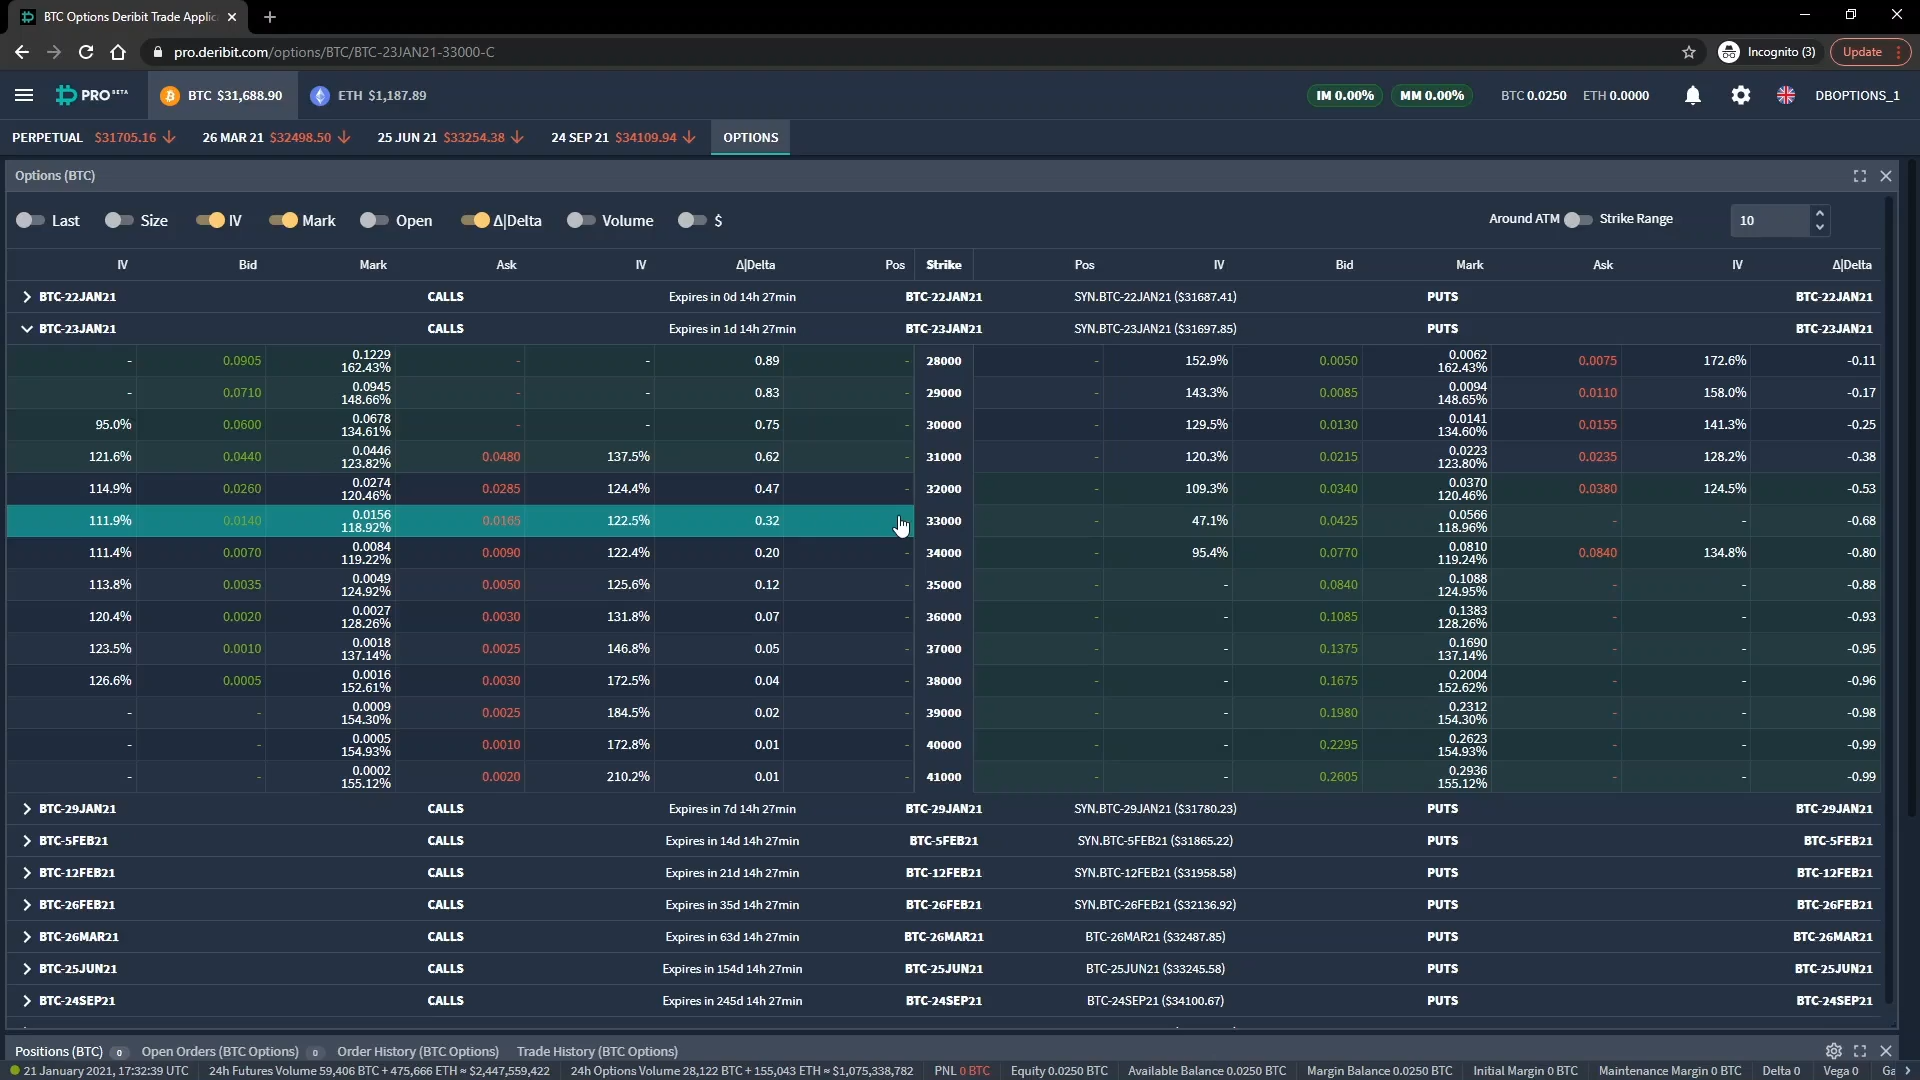 BTC Options Deribit Trade Applic
pro.deribit.com/options/BTC/BTC-23JAN21-33000-C Incognito (3) Update
PRO BETA BTC $31,688.90 ETH $1,187.89 IM 0.00% MM 0.00% BTC 0.0250 ETH 0.0000 DBOPTIONS_1
PERPETUAL $31705.16 26 MAR 21 $32498.50 25 JUN 21 $33254.38 24 SEP 21 $34109.94 OPTIONS
Options (BTC)
Last Size IV Mark Open Δ|Delta Volume $ Around ATM Strike Range 10
IV Bid Mark Ask IV Δ|Delta Pos Strike Pos IV Bid Mark Ask IV Δ|Delta
BTC-22JAN21 CALLS Expires in 0d 14h 27min BTC-22JAN21 SYN.BTC-22JAN21 ($31687.41) PUTS BTC-22JAN21
BTC-23JAN21 CALLS Expires in 1d 14h 27min BTC-23JAN21 SYN.BTC-23JAN21 ($31697.85) PUTS BTC-23JAN21
- 0.0905 0.1229 162.43% - - 0.89 - 28000 - 152.9% 0.0050 0.0062 162.43% 0.0075 172.6% -0.11
- 0.0710 0.0945 148.66% - - 0.83 - 29000 - 143.3% 0.0085 0.0094 148.65% 0.0110 158.0% -0.17
95.0% 0.0600 0.0678 134.61% - - 0.75 - 30000 - 129.5% 0.0130 0.0141 134.60% 0.0155 141.3% -0.25
121.6% 0.0440 0.0446 123.82% 0.0480 137.5% 0.62 - 31000 - 120.3% 0.0215 0.0223 123.80% 0.0235 128.2% -0.38
114.9% 0.0260 0.0274 120.46% 0.0285 124.4% 0.47 - 32000 - 109.3% 0.0340 0.0370 120.46% 0.0380 124.5% -0.53
111.9% 0.0140 0.0156 118.92% 0.0165 122.5% 0.32 33000 - 47.1% 0.0425 0.0566 118.96% - - -0.68
111.4% 0.0070 0.0084 119.22% 0.0090 122.4% 0.20 - 34000 - 95.4% 0.0770 0.0810 119.24% 0.0840 134.8% -0.80
113.8% 0.0035 0.0049 124.92% 0.0050 125.6% 0.12 - 35000 - - 0.0840 0.1088 124.95% - - -0.88
120.4% 0.0020 0.0027 128.26% 0.0030 131.8% 0.07 - 36000 - - 0.1085 0.1383 128.26% - - -0.93
123.5% 0.0010 0.0018 137.14% 0.0025 146.8% 0.05 - 37000 - - 0.1375 0.1690 137.14% - - -0.95
126.6% 0.0005 0.0016 152.61% 0.0030 172.5% 0.04 - 38000 - - 0.1675 0.2004 152.62% - - -0.96
- - 0.0009 154.30% 0.0025 184.5% 0.02 - 39000 - - 0.1980 0.2312 154.30% - - -0.98
- - 0.0005 154.93% 0.0010 172.8% 0.01 - 40000 - - 0.2295 0.2623 154.93% - - -0.99
- - 0.0002 155.12% 0.0020 210.2% 0.01 - 41000 - - 0.2605 0.2936 155.12% - - -0.99
BTC-29JAN21 CALLS Expires in 7d 14h 27min BTC-29JAN21 SYN.BTC-29JAN21 ($31780.23) PUTS BTC-29JAN21
BTC-5FEB21 CALLS Expires in 14d 14h 27min BTC-5FEB21 SYN.BTC-5FEB21 ($31865.22) PUTS BTC-5FEB21
BTC-12FEB21 CALLS Expires in 21d 14h 27min BTC-12FEB21 SYN.BTC-12FEB21 ($31958.58) PUTS BTC-12FEB21
BTC-26FEB21 CALLS Expires in 35d 14h 27min BTC-26FEB21 SYN.BTC-26FEB21 ($32136.92) PUTS BTC-26FEB21
BTC-26MAR21 CALLS Expires in 63d 14h 27min BTC-26MAR21 BTC-26MAR21 ($32487.85) PUTS BTC-26MAR21
BTC-25JUN21 CALLS Expires in 154d 14h 27min BTC-25JUN21 BTC-25JUN21 ($33245.58) PUTS BTC-25JUN21
BTC-24SEP21 CALLS Expires in 245d 14h 27min BTC-24SEP21 BTC-24SEP21 ($34100.67) PUTS BTC-24SEP21
Positions (BTC) 0 Open Orders (BTC Options) 0 Order History (BTC Options) Trade History (BTC Options)
21 January 2021, 17:32:39 UTC 24h Futures Volume 59,406 BTC + 475,666 ETH ≈ $2,447,559,422 24h Options Volume 28,122 BTC + 155,043 ETH ≈ $1,075,338,782 PNL 0 BTC Equity 0.0250 BTC Available Balance 0.0250 BTC Margin Balance 0.0250 BTC Initial Margin 0 BTC Maintenance Margin 0 BTC Delta 0 Vega 0 Ga